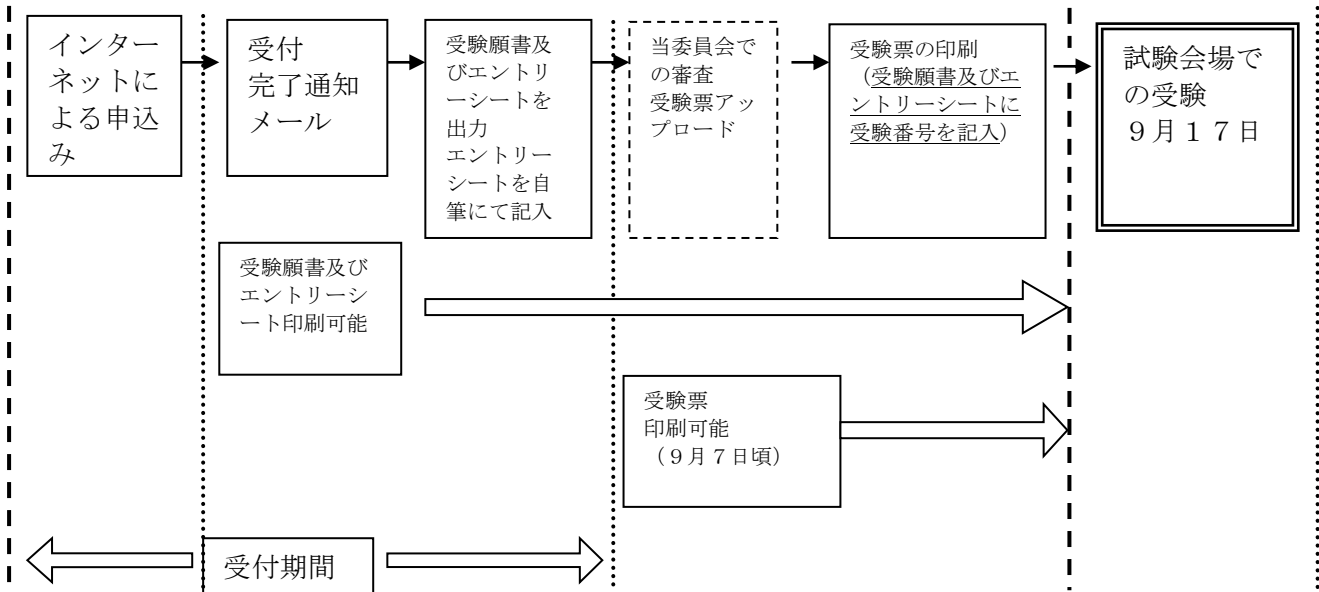 インター
ネットに
よる申込
み
受付
完了通知
メール
受験願書及
びエントリ
ーシートを
出力
エントリー
シートを自
筆にて記入
当委員会で
の審査
受験票アッ
プロード
受験票の印刷
（受験願書及びエ
ントリーシートに
受験番号を記入）
試験会場で
の受験
９月１７日
受験願書及び
エントリーシ
ート印刷可能
受験票
印刷可能
（９月７日頃）
受付期間